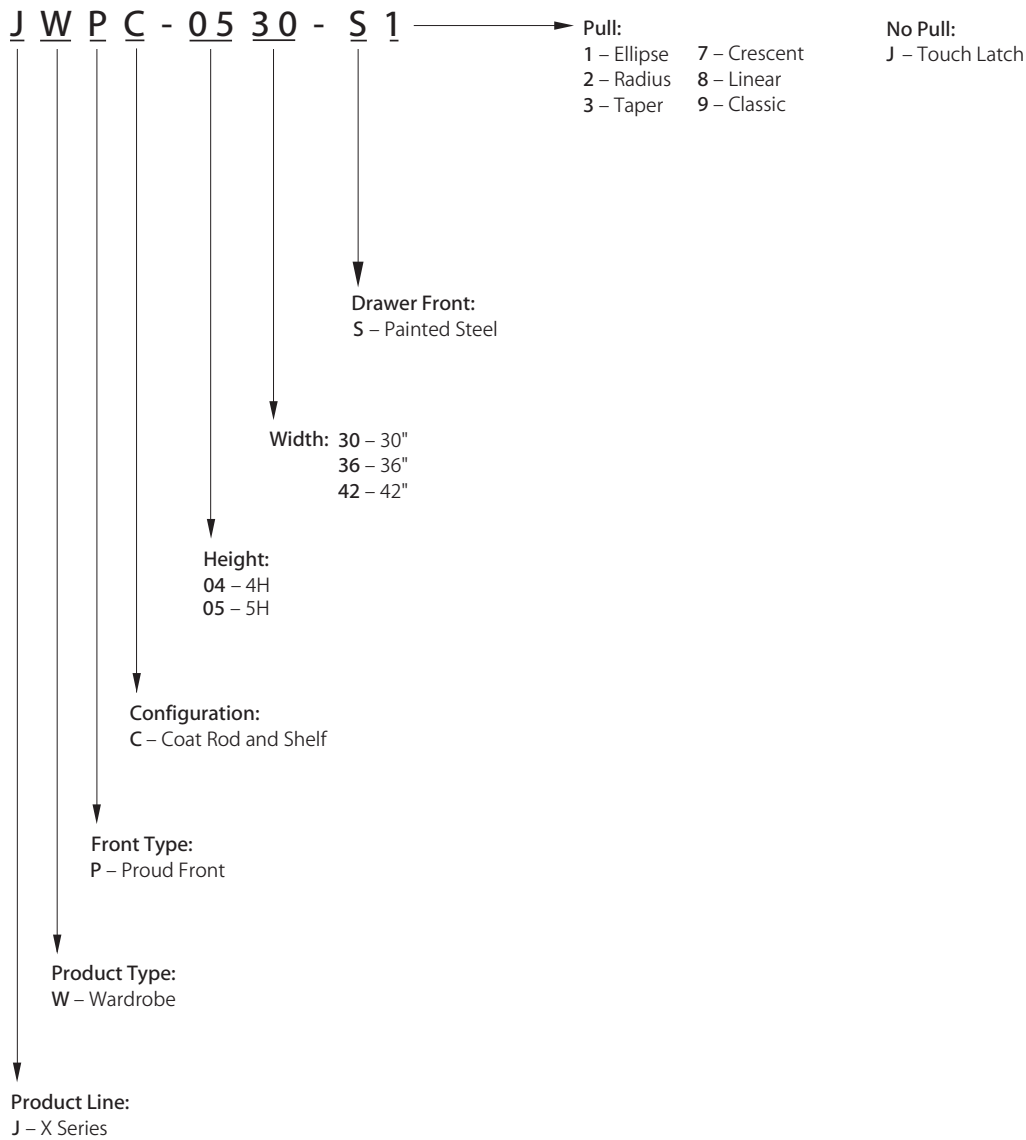 J W P C - 0 5 3 0 - S 1
Pull:
1 – Ellipse
2 – Radius
3 – Taper
7 – Crescent
8 – Linear
9 – Classic
No Pull:
J – Touch Latch
Drawer Front:
S – Painted Steel
Width: 30 – 30"
36 – 36"
42 – 42"
Height:
04 – 4H
05 – 5H
Configuration:
C – Coat Rod and Shelf
Front Type:
P – Proud Front
Product Type:
W – Wardrobe
Product Line:
J – X Series